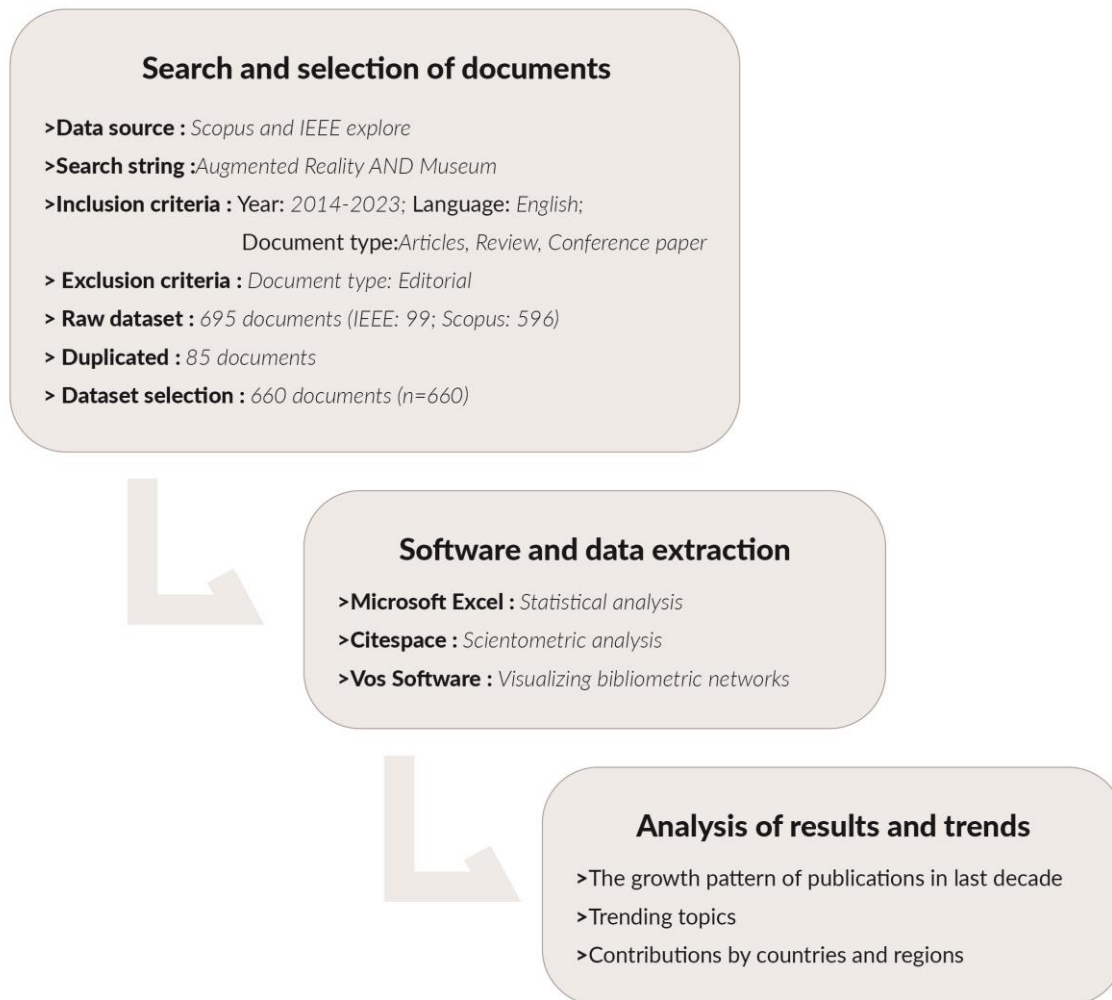 Search and selection of documents
>Data source : Scopus and IEEE explore
>Search string :Augmented Reality AND Museum
>Inclusion criteria : Year: 2014-2023; Language: English;
Document type:Articles, Review, Conference paper
> Exclusion criteria : Document type: Editorial
> Raw dataset : 695 documents (IEEE: 99; Scopus: 596)
> Duplicated : 85 documents
> Dataset selection : 660 documents (n=660)
Software and data extraction
>Microsoft Excel : Statistical analysis
>Citespace : Scientometric analysis
>Vos Software : Visualizing bibliometric networks
Analysis of results and trends
>The growth pattern of publications in last decade
>Trending topics
>Contributions by countries and regions